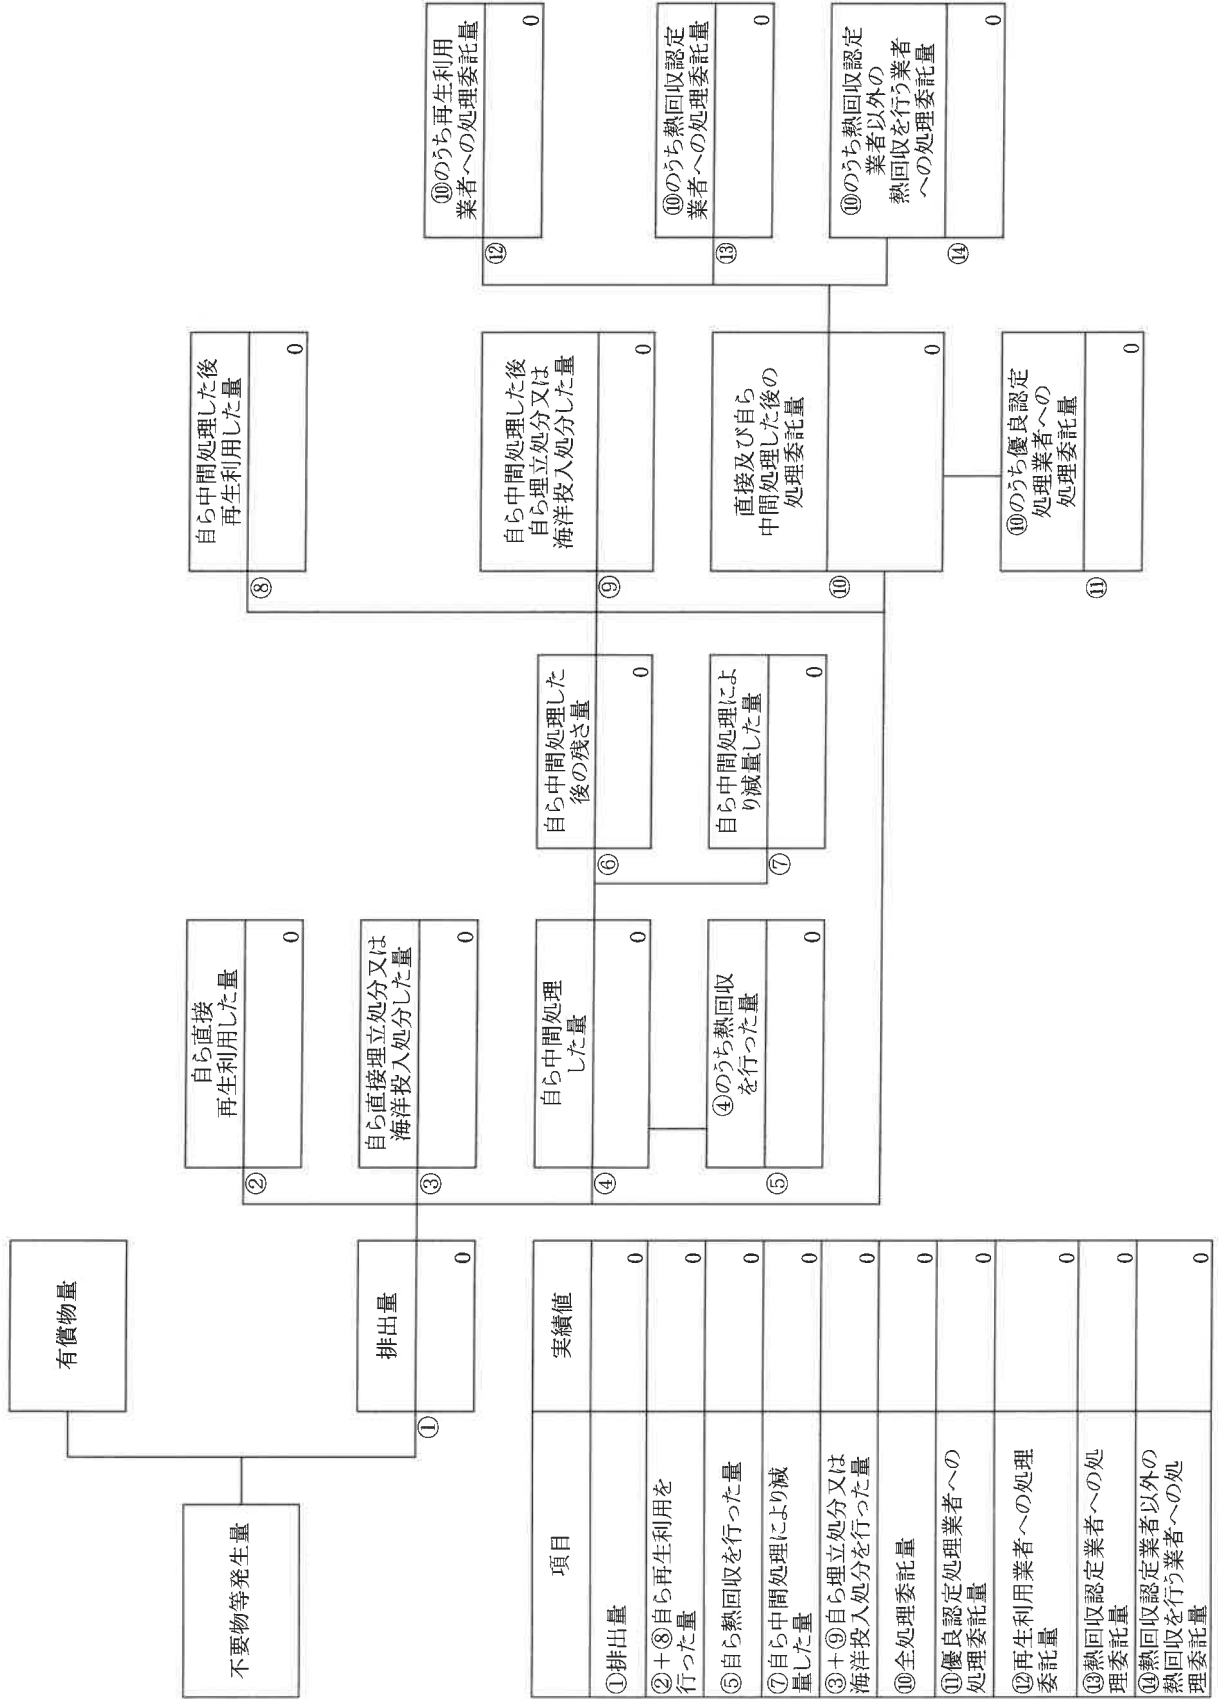 不要物等発生量
有償物量
①
排出量
0
②
自ら直接
再生利用した量
0
③
自ら直接埋立処分又は
海洋投入処分した量
0
④
自ら中間処理
した量
0
⑤
④のうち熱回収
を行った量
0
⑥
自ら中間処理した
後の残さ量
0
⑦
自ら中間処理によ
り減量した量
0
⑧
自ら中間処理した後
再生利用した量
0
⑨
自ら中間処理した後
自ら埋立処分又は
海洋投入処分した量
0
⑩
直接及び自ら
中間処理した後の
処理委託量
0
⑪
⑩のうち優良認定
処理業者への
処理委託量
0
⑫
⑩のうち再生利用
業者への処理委託量
0
⑬
⑩のうち熱回収認定
業者への処理委託量
0
⑭
⑩のうち熱回収認定
業者以外の
熱回収を行う業者
への処理委託量
0
項目
実績値
①排出量
0
②+⑧自ら再生利用を
行った量
0
⑤自ら熱回収を行った量
0
⑦自ら中間処理により減
量した量
0
③+⑨自ら埋立処分又は
海洋投入処分を行った量
0
⑩全処理委託量
0
⑪優良認定処理業者への
処理委託量
0
⑫再生利用業者への処理
委託量
0
⑬熱回収認定業者への処
理委託量
0
⑭熱回収認定業者以外の
熱回収を行う業者への処
理委託量
0